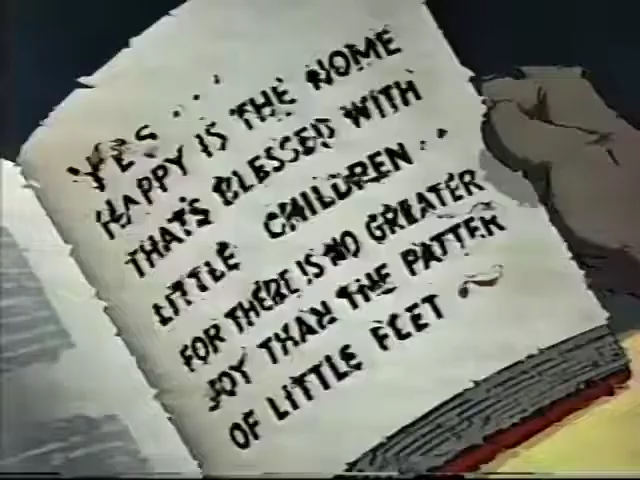 YES...
HAPPY IS THE HOME
THAT'S BLESSED WITH
LITTLE CHILDREN..
FOR THERE IS NO GREATER
JOY THAN THE PATTER
OF LITTLE FEET ~